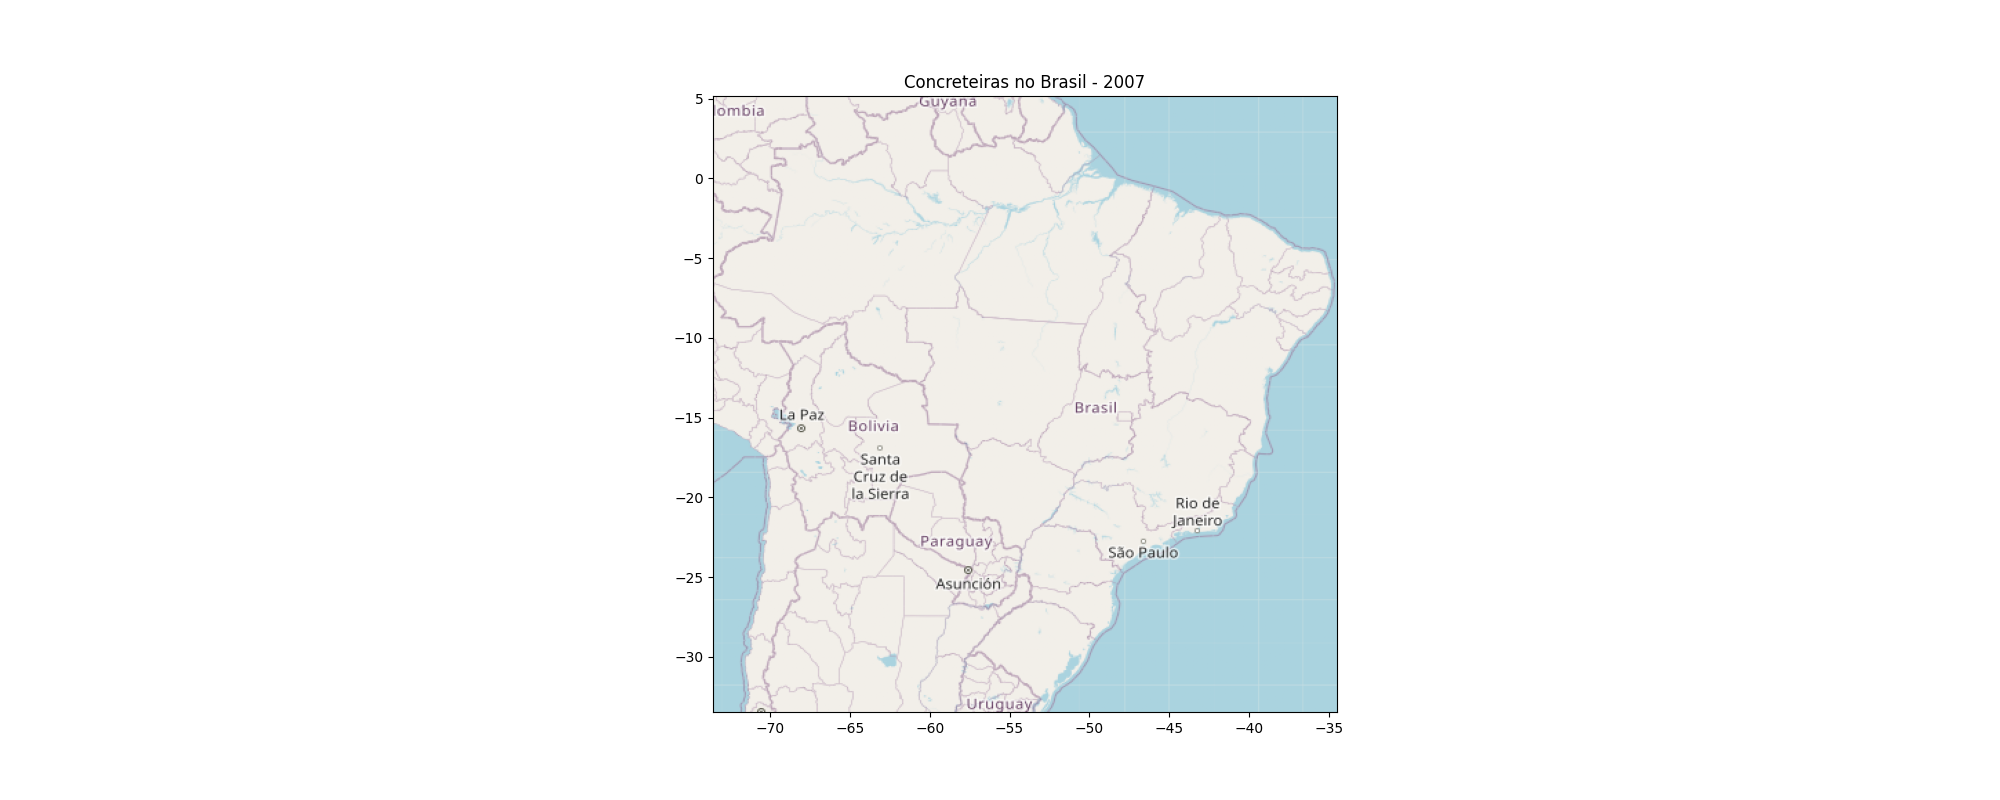 Concreteiras no Brasil - 2007
5
0
−5
−10
−15
−20
−25
−30
−70
−65
−60
−55
−50
−45
−40
−35
lombia
Guyana
La Paz
Bolivia
Brasil
Santa
Cruz de
la Sierra
Rio de
Janeiro
São Paulo
Paraguay
Asunción
Uruguay